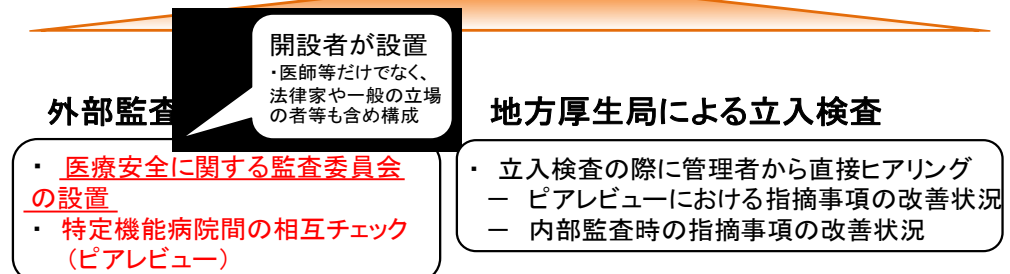 開設者が設置
・医師等だけでなく、
法律家や一般の立場
の者等も含め構成
外部監査
・ 医療安全に関する監査委員会
の設置
・ 特定機能病院間の相互チェック
（ピアレビュー）
地方厚生局による立入検査
・ 立入検査の際に管理者から直接ヒアリング
－ ピアレビューにおける指摘事項の改善状況
－ 内部監査時の指摘事項の改善状況